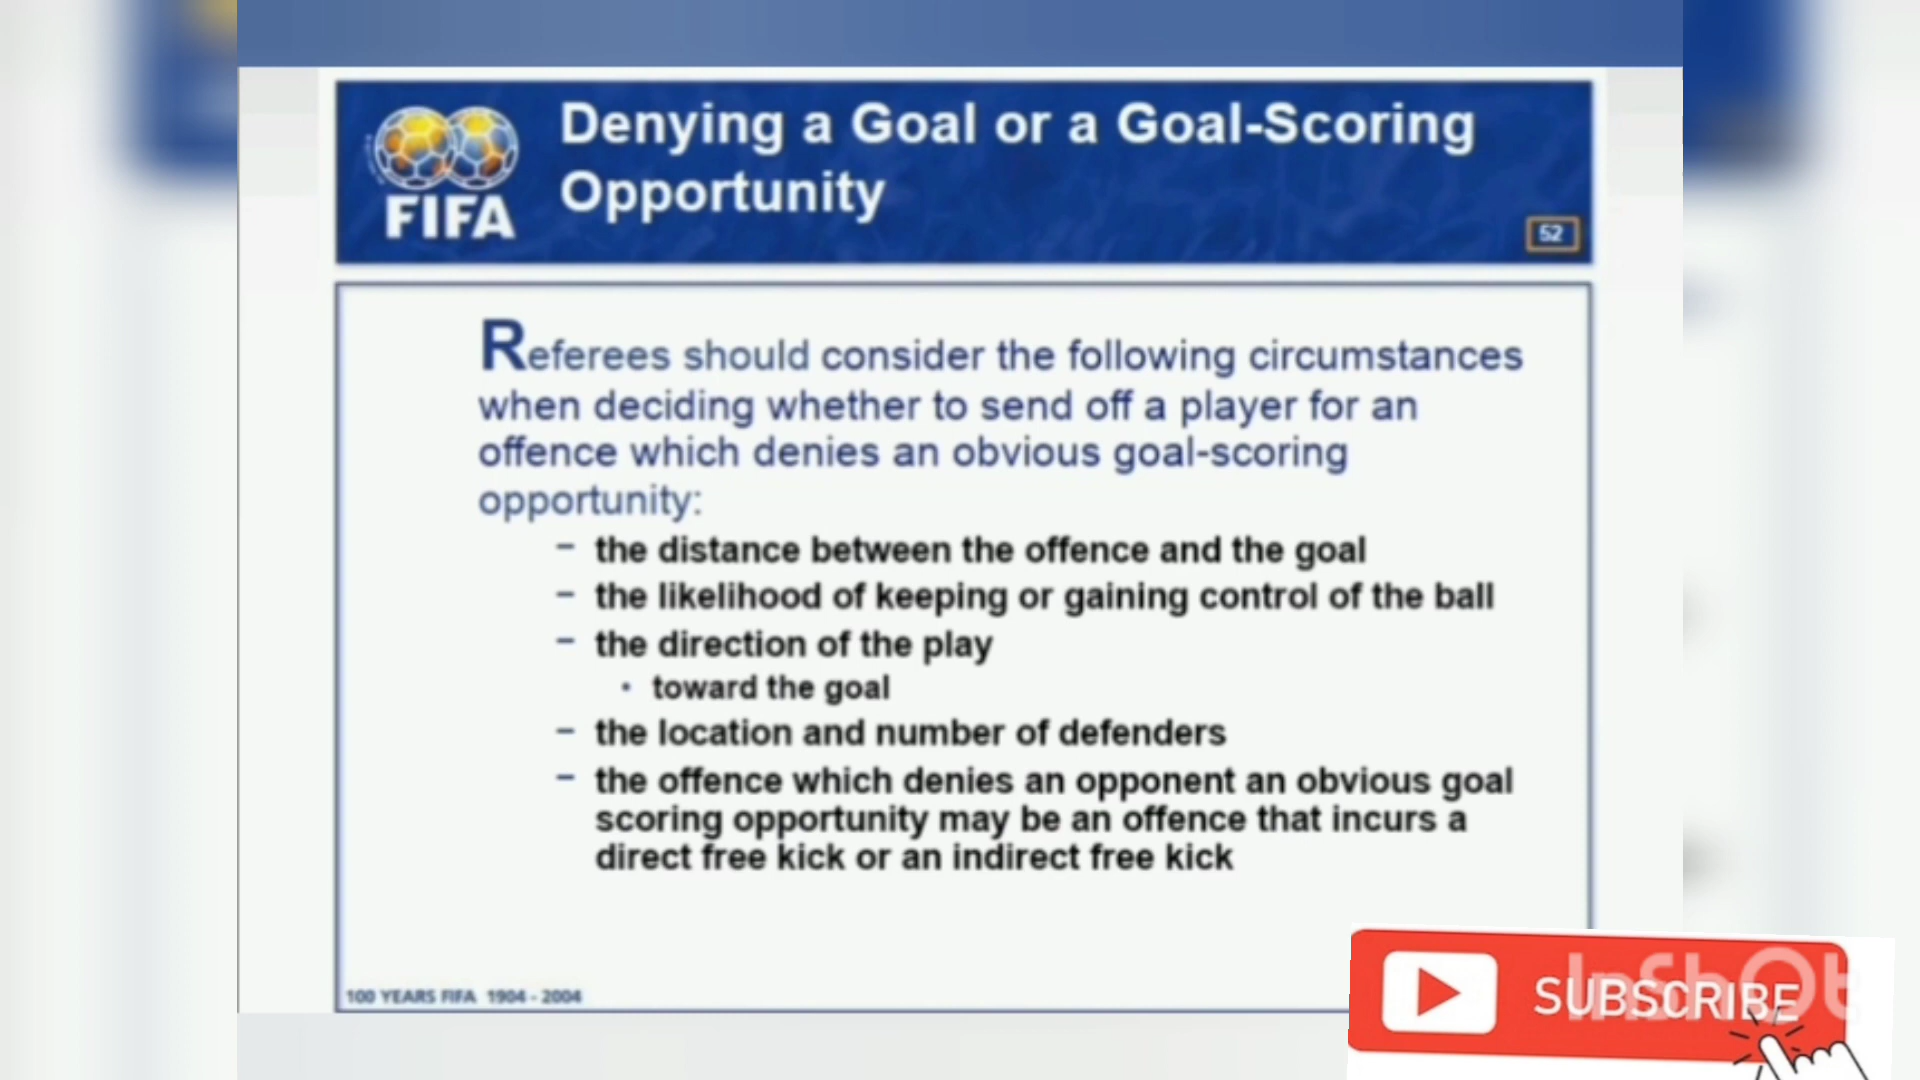 Denying a Goal or a Goal-Scoring
Opportunity
FIFA
52
Referees should consider the following circumstances
when deciding whether to send off a player for an
offence which denies an obvious goal-scoring
opportunity:
– the distance between the offence and the goal
– the likelihood of keeping or gaining control of the ball
– the direction of the play
• toward the goal
– the location and number of defenders
– the offence which denies an opponent an obvious goal
scoring opportunity may be an offence that incurs a
direct free kick or an indirect free kick
100 YEARS FIFA 1904 - 2004
InShOt
SUBSCRIBE